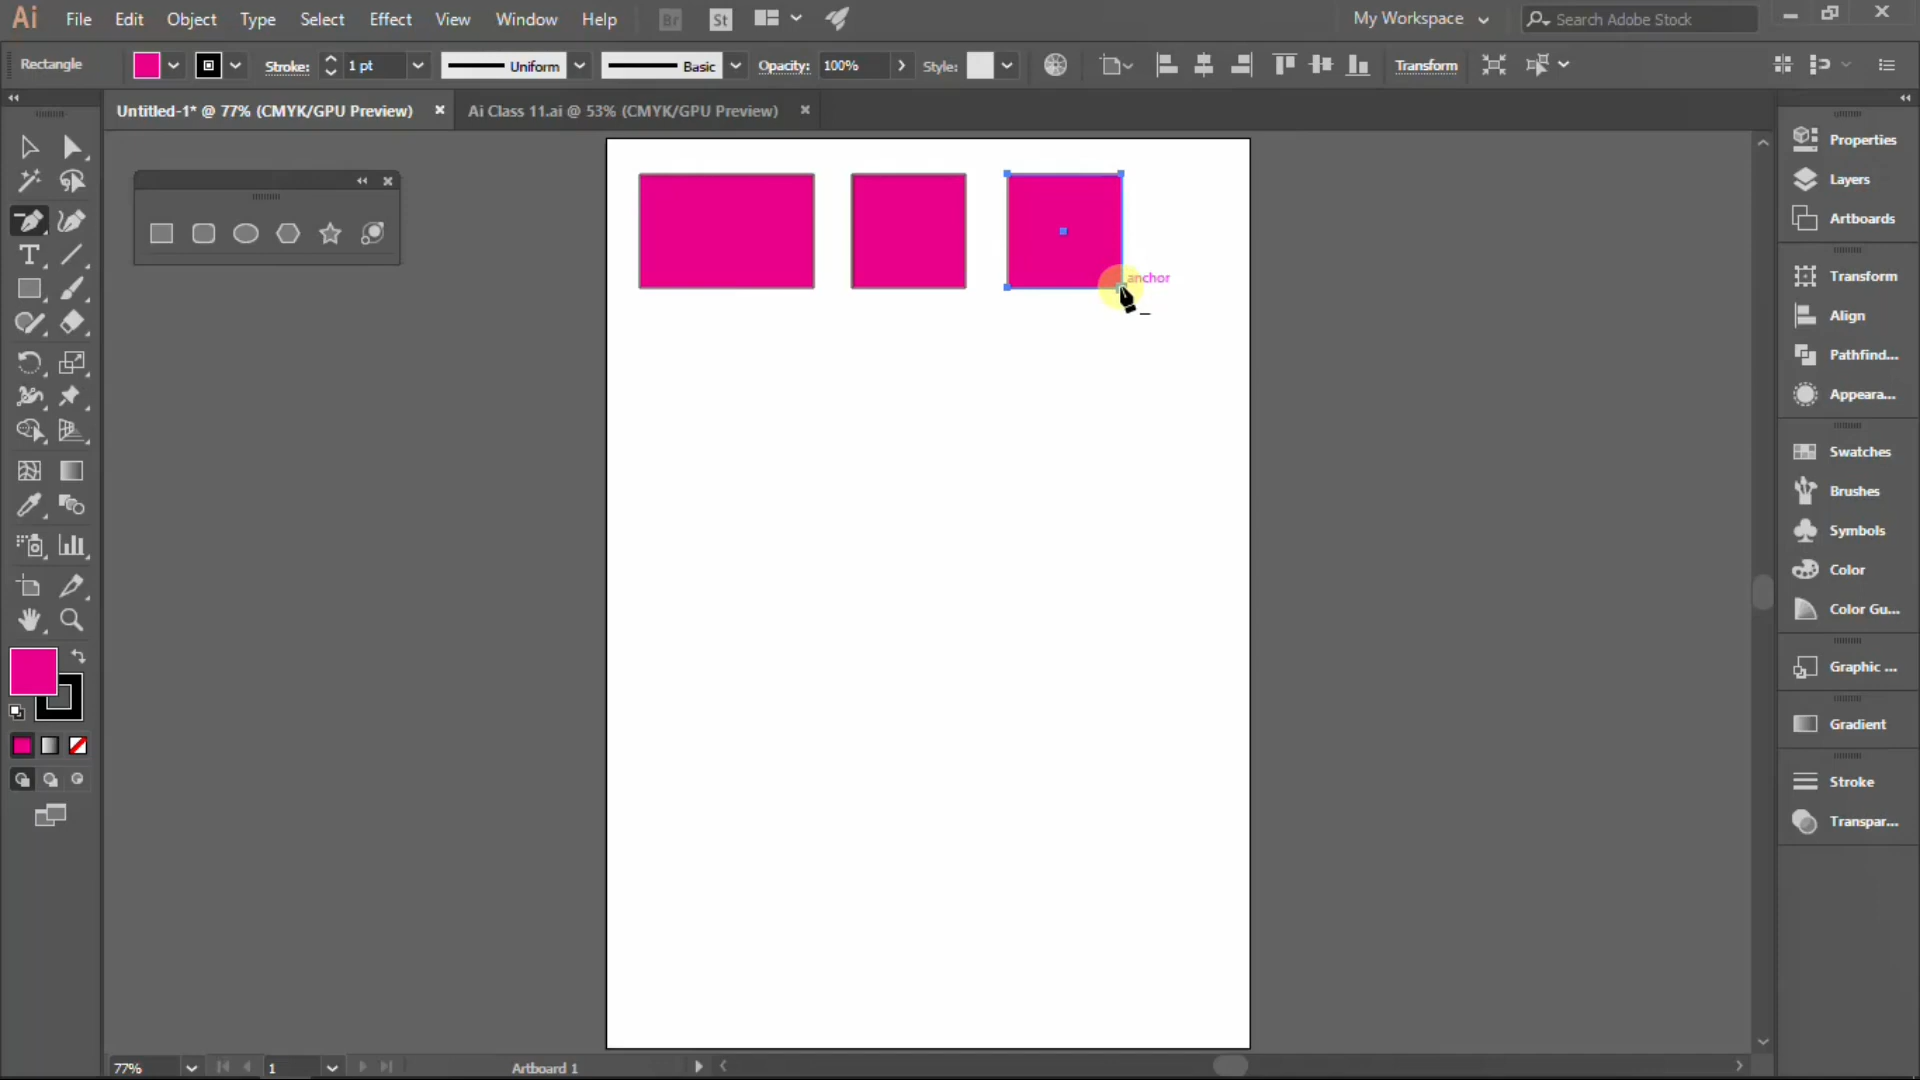 Ai File Edit Object Type Select Effect View Window Help Br St My Workspace Search Adobe Stock
Rectangle Stroke: 1 pt Uniform Basic Opacity: 100% Style: Transform
Untitled-1* @ 77% (CMYK/GPU Preview) Ai Class 11.ai @ 53% (CMYK/GPU Preview)
Properties
Layers
Artboards
Transform
Align
Pathfind...
Appeara...
Swatches
Brushes
Symbols
Color
Color Gu...
Graphic ...
Gradient
Stroke
Transpar...
anchor
77% 1 Artboard 1